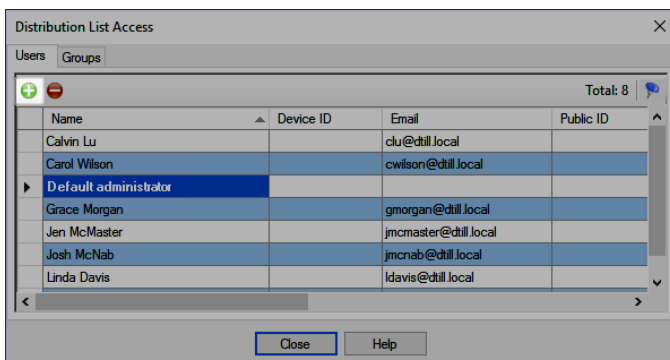 Distribution List Access
Users Groups
Total: 8
Name Device ID Email Public ID
Calvin Lu clu@dtill.local
Carol Wilson cwilson@dtill.local
Default administrator
Grace Morgan gmorgan@dtill.local
Jen McMaster jmcmaster@dtill.local
Josh McNab jmcnab@dtill.local
Linda Davis ldavis@dtill.local
Close Help